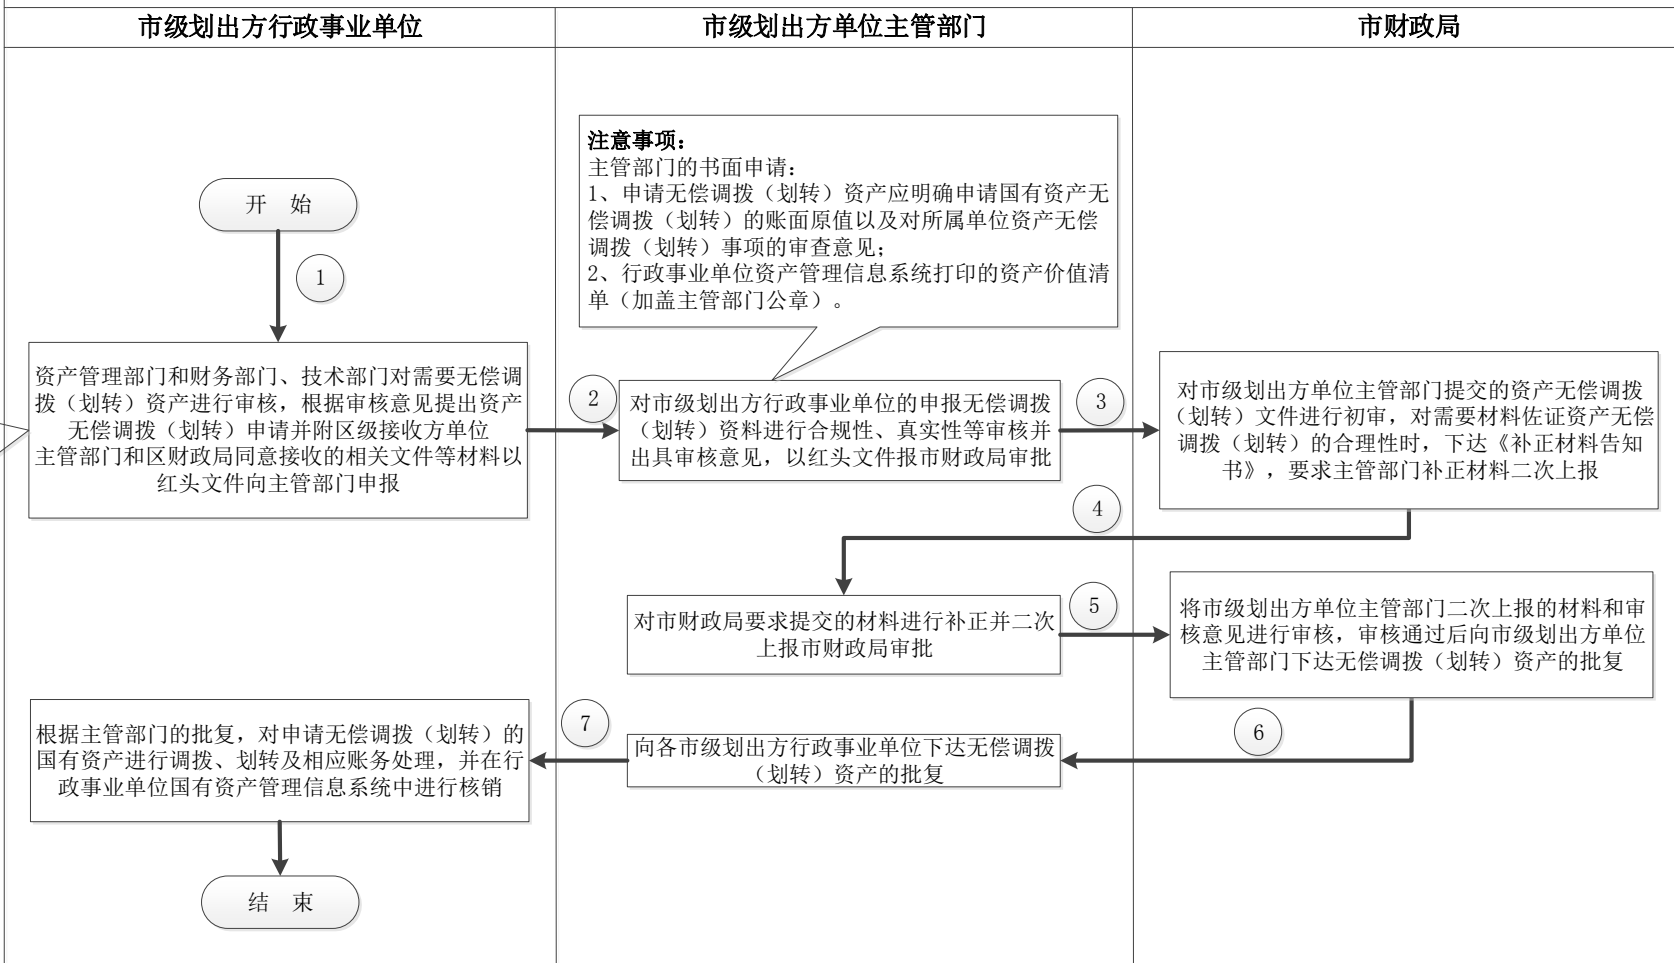 市级划出方行政事业单位
市级划出方单位主管部门
市财政局
注意事项：
主管部门的书面申请：
1、申请无偿调拨（划转）资产应明确申请国有资产无
偿调拨（划转）的账面原值以及对所属单位资产无偿
调拨（划转）事项的审查意见；
2、行政事业单位资产管理信息系统打印的资产价值清
单（加盖主管部门公章）。
开 始
1
资产管理部门和财务部门、技术部门对需要无偿调
拨（划转）资产进行审核，根据审核意见提出资产
无偿调拨（划转）申请并附区级接收方单位
主管部门和区财政局同意接收的相关文件等材料以
红头文件向主管部门申报
2
对市级划出方行政事业单位的申报无偿调拨
（划转）资料进行合规性、真实性等审核并
出具审核意见，以红头文件报市财政局审批
3
对市级划出方单位主管部门提交的资产无偿调拨
（划转）文件进行初审，对需要材料佐证资产无偿
调拨（划转）的合理性时，下达《补正材料告知
书》，要求主管部门补正材料二次上报
4
对市财政局要求提交的材料进行补正并二次
上报市财政局审批
5
将市级划出方单位主管部门二次上报的材料和审
核意见进行审核，审核通过后向市级划出方单位
主管部门下达无偿调拨（划转）资产的批复
6
向各市级划出方行政事业单位下达无偿调拨
（划转）资产的批复
7
根据主管部门的批复，对申请无偿调拨（划转）的
国有资产进行调拨、划转及相应账务处理，并在行
政事业单位国有资产管理信息系统中进行核销
结 束